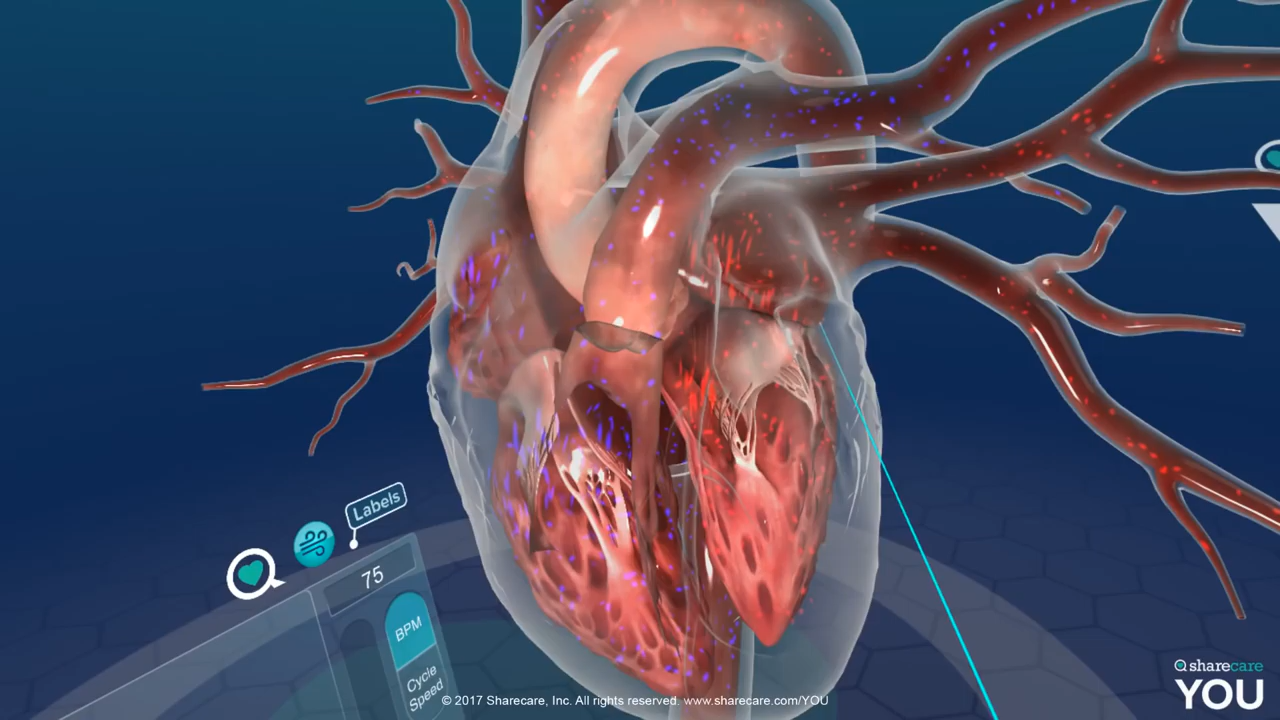 Labels
75
BPM
Cycle
Speed
© 2017 Sharecare, Inc. All rights reserved. www.sharecare.com/YOU
sharecare
YOU